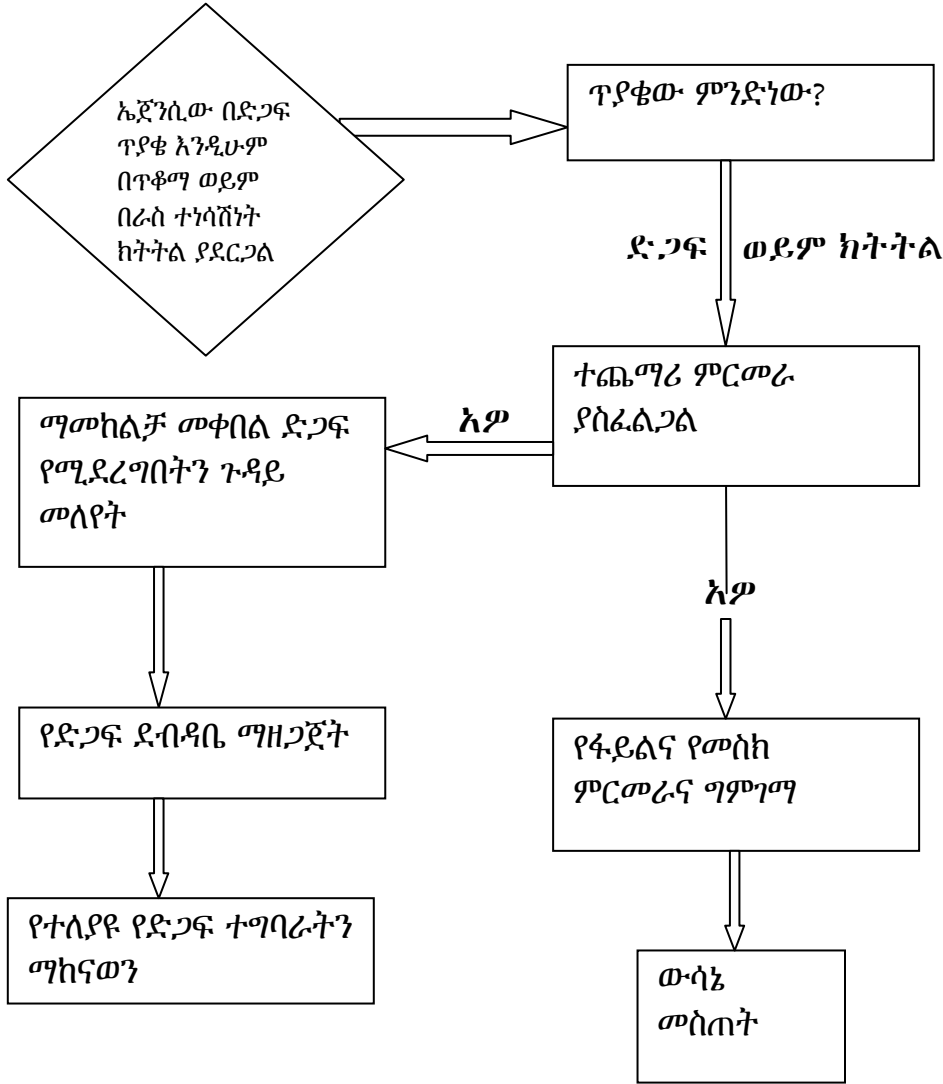 ኤጀንሲው በድጋፍ
ጥያቄ እንዲሁም
በጥቆማ ወይም
በራስ ተነሳሽነት
ክትትል ያደርጋል
ጥያቄው ምንድነው?
ድጋፍ ወይም ክትትል
ተጨማሪ ምርመራ
ያስፈልጋል
አዎ
ማመከልቻ መቀበል ድጋፍ
የሚደረግበትን ጉዳይ
መለየት
አዎ
የድጋፍ ደብዳቤ ማዘጋጀት
የፋይልና የመስክ
ምርመራና ግምገማ
የተለያዩ የድጋፍ ተግባራትን
ማከናወን
ውሳኔ
መስጠት